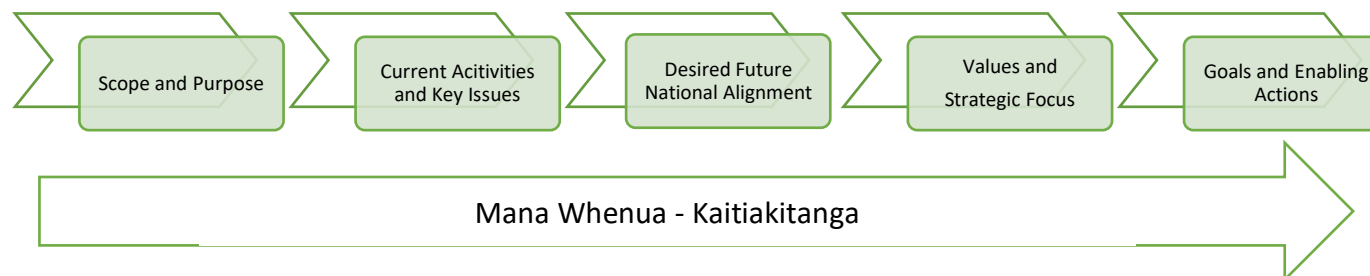 Scope and Purpose
Current Acitivities
and Key Issues
Desired Future
National Alignment
Values and
Strategic Focus
Goals and Enabling
Actions
Mana Whenua - Kaitiakitanga